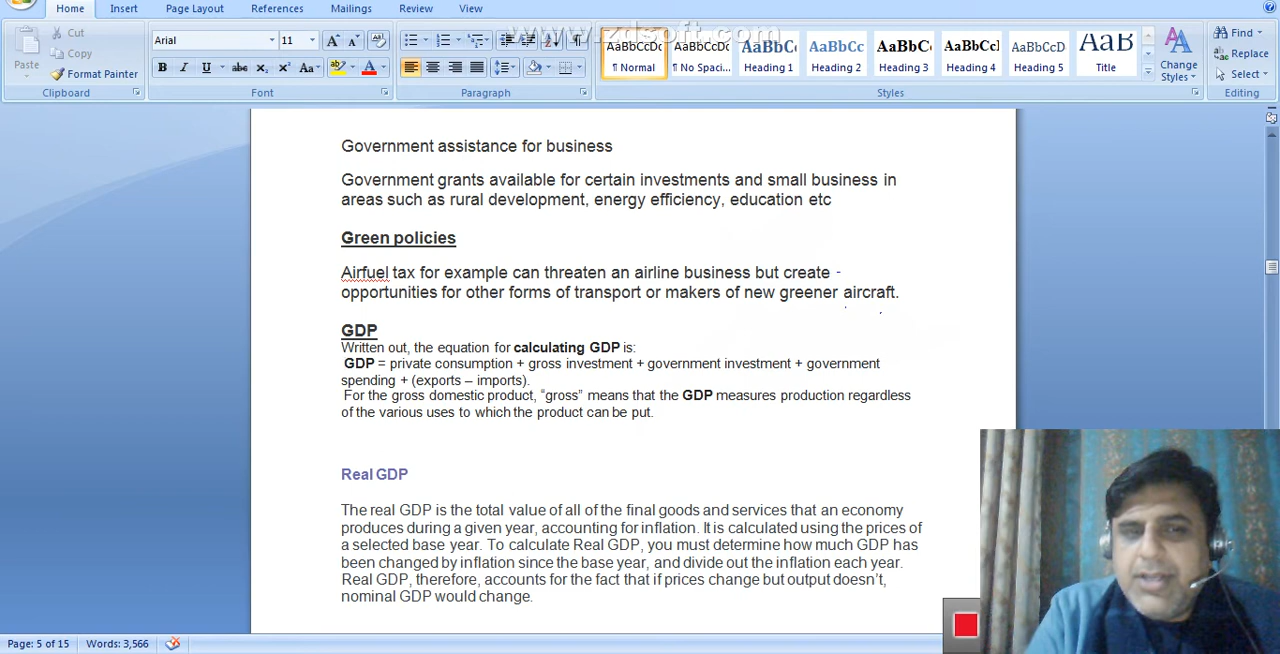 Home Insert Page Layout References Mailings Review View
www.izdsoft.com
Cut
Copy
Paste
Format Painter
Clipboard
Arial 11
Font
Paragraph
AaBbCcDc AaBbCcDc AaBbC AaBbCc AaBbC AaBbCcI AaBbCcD AaB
¶ Normal ¶ No Spaci... Heading 1 Heading 2 Heading 3 Heading 4 Heading 5 Title
Change
Styles
Styles
Find
Replace
Select
Editing
Government assistance for business
Government grants available for certain investments and small business in
areas such as rural development, energy efficiency, education etc
Green policies
Airfuel tax for example can threaten an airline business but create -
opportunities for other forms of transport or makers of new greener aircraft.
GDP
Written out, the equation for calculating GDP is:
GDP = private consumption + gross investment + government investment + government
spending + (exports – imports).
For the gross domestic product, “gross” means that the GDP measures production regardless
of the various uses to which the product can be put.
Real GDP
The real GDP is the total value of all of the final goods and services that an economy
produces during a given year, accounting for inflation. It is calculated using the prices of
a selected base year. To calculate Real GDP, you must determine how much GDP has
been changed by inflation since the base year, and divide out the inflation each year.
Real GDP, therefore, accounts for the fact that if prices change but output doesn’t,
nominal GDP would change.
Page: 5 of 15 Words: 3,566